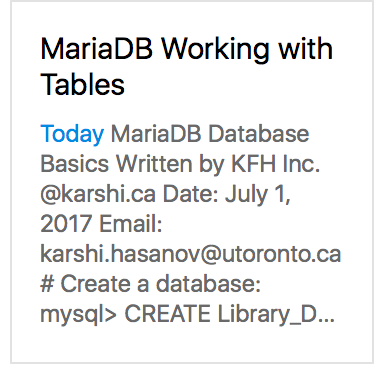 MariaDB Working with
Tables
Today MariaDB Database
Basics Written by KFH Inc.
@karshi.ca Date: July 1,
2017 Email:
karshi.hasanov@utoronto.ca
# Create a database:
mysql> CREATE Library_D...